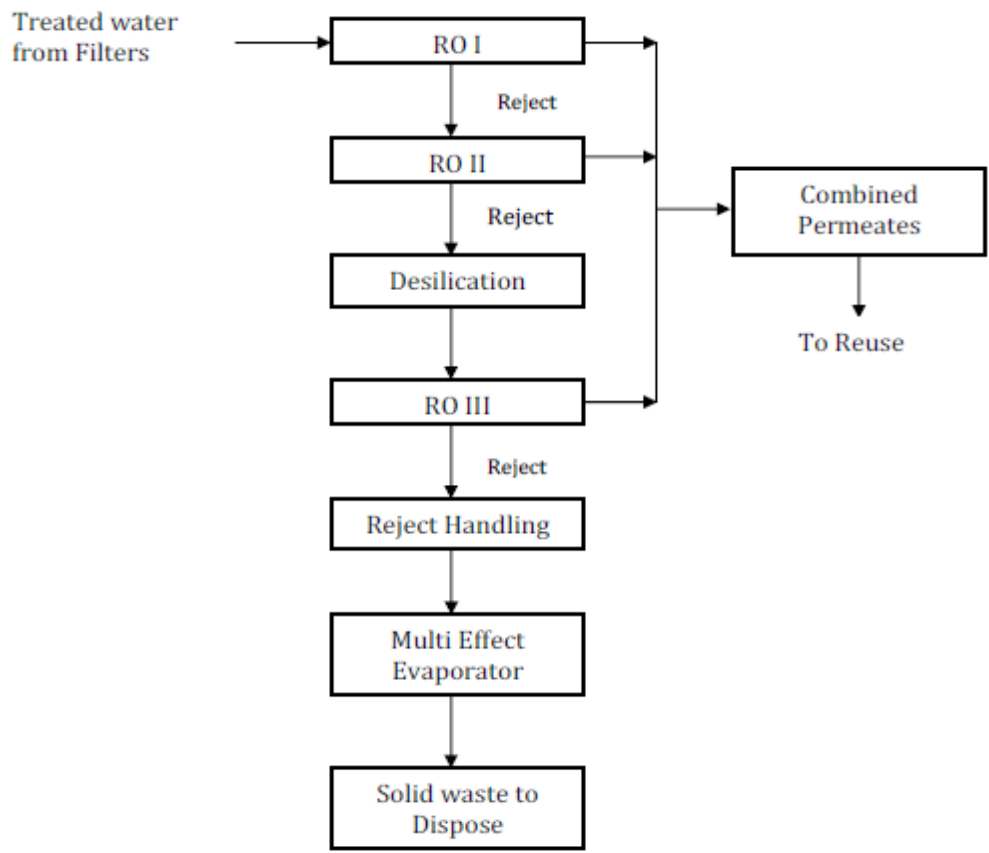 Treated water
from Filters
RO I
Reject
RO II
Reject
Desilication
RO III
Reject
Reject Handling
Multi Effect
Evaporator
Solid waste to
Dispose
Combined
Permeates
To Reuse